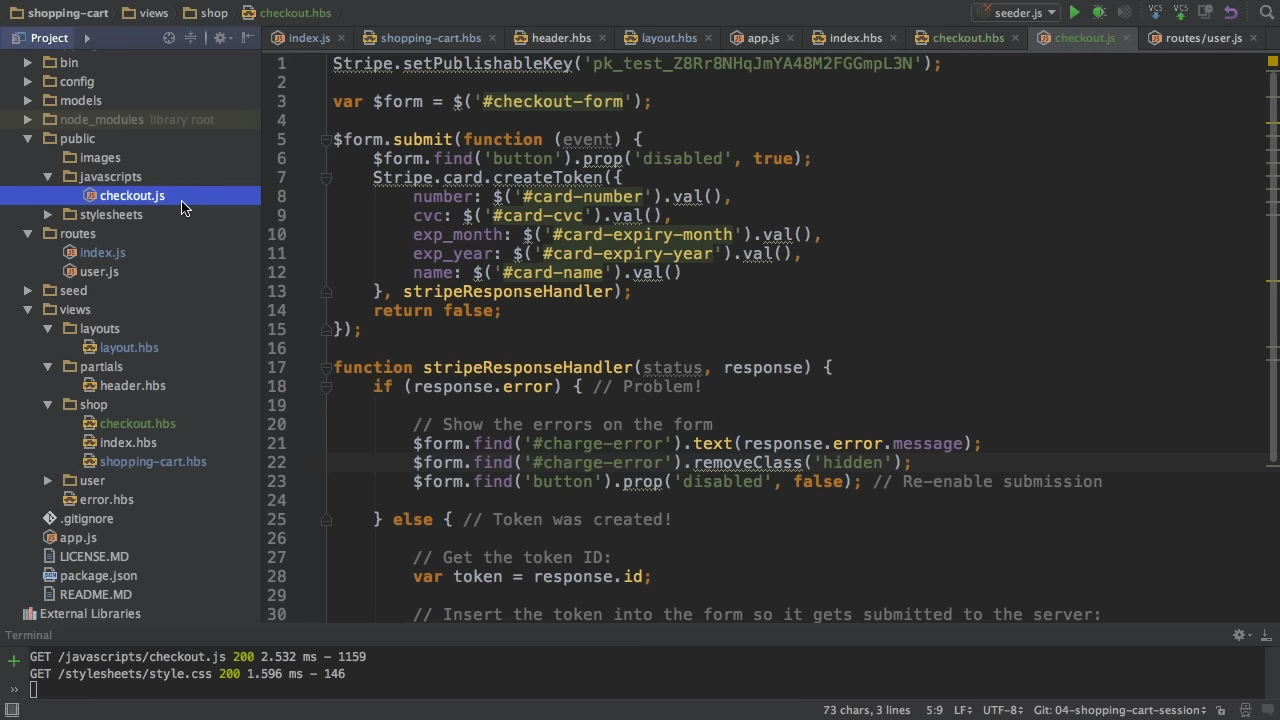 shopping-cart views shop checkout.hbs seeder.js VCS VCS
Project index.js shopping-cart.hbs header.hbs layout.hbs app.js index.hbs checkout.hbs checkout.js routes/user.js
bin
config
models
node_modules library root
public
images
javascripts
checkout.js
stylesheets
routes
index.js
user.js
seed
views
layouts
layout.hbs
partials
header.hbs
shop
checkout.hbs
index.hbs
shopping-cart.hbs
user
error.hbs
.gitignore
app.js
LICENSE.MD
package.json
README.MD
External Libraries
1 Stripe.setPublishableKey('pk_test_Z8Rr8NHqJmYA48M2FGGmpL3N');
2
3 var $form = $('#checkout-form');
4
5 $form.submit(function (event) {
6 $form.find('button').prop('disabled', true);
7 Stripe.card.createToken({
8 number: $('#card-number').val(),
9 cvc: $('#card-cvc').val(),
10 exp_month: $('#card-expiry-month').val(),
11 exp_year: $('#card-expiry-year').val(),
12 name: $('#card-name').val()
13 }, stripeResponseHandler);
14 return false;
15 });
16
17 function stripeResponseHandler(status, response) {
18 if (response.error) { // Problem!
19
20 // Show the errors on the form
21 $form.find('#charge-error').text(response.error.message);
22 $form.find('#charge-error').removeClass('hidden');
23 $form.find('button').prop('disabled', false); // Re-enable submission
24
25 } else { // Token was created!
26
27 // Get the token ID:
28 var token = response.id;
29
30 // Insert the token into the form so it gets submitted to the server:
Terminal
GET /javascripts/checkout.js 200 2.532 ms - 1159
GET /stylesheets/style.css 200 1.596 ms - 146
73 chars, 3 lines 5:9 LF UTF-8 Git: 04-shopping-cart-session